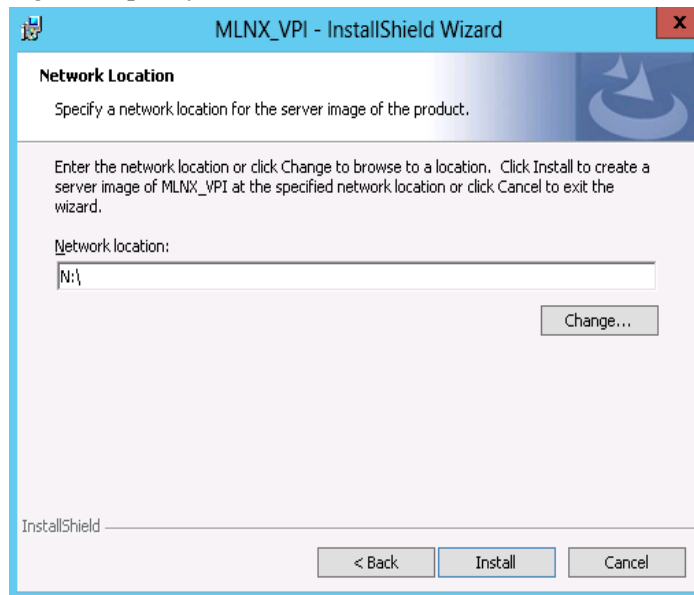 MLNX_VPI - InstallShield Wizard
x
Network Location
Specify a network location for the server image of the product.
Enter the network location or click Change to browse to a location. Click Install to create a
server image of MLNX_VPI at the specified network location or click Cancel to exit the
wizard.
Network location:
N:\
Change...
InstallShield
< Back Install Cancel